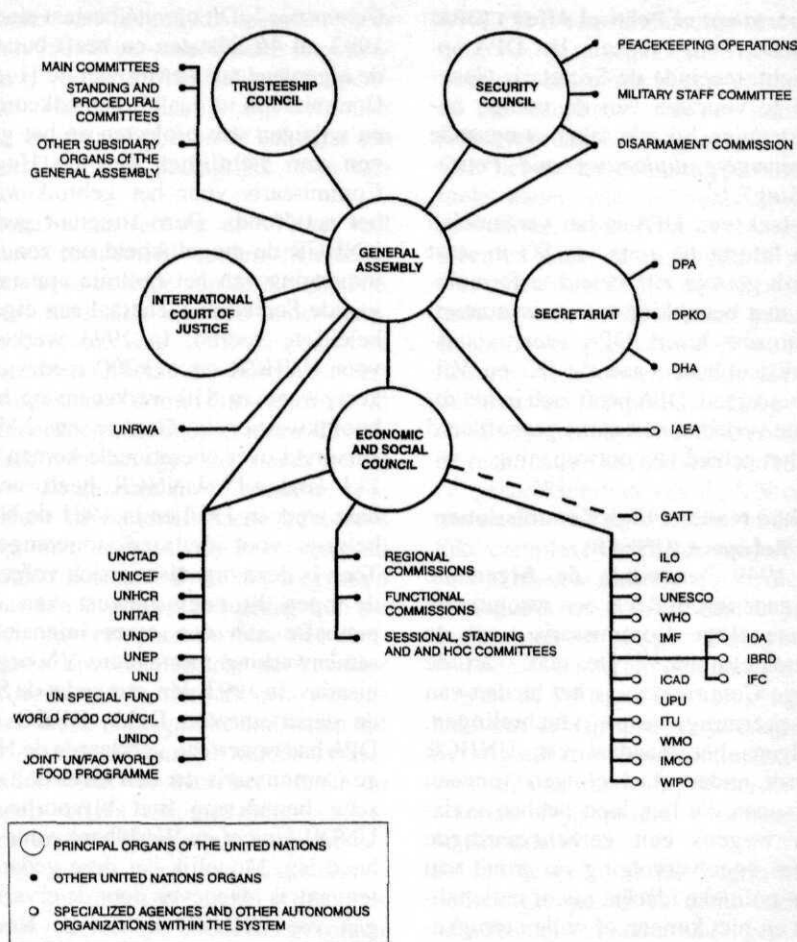 MAIN COMMITTEES
STANDING AND
PROCEDURAL
COMMITTEES
OTHER SUBSIDIARY
ORGANS OF THE
GENERAL ASSEMBLY
TRUSTEESHIP
COUNCIL
SECURITY
COUNCIL
PEACEKEEPING OPERATIONS
MILITARY STAFF COMITTEE
DISARMAMENT COMMISSION
GENERAL
ASSEMBLY
INTERNATIONAL
COURT OF
JUSTICE
SECRETARIAT
DPA
DPKO
DHA
IAEA
UNRWA
ECONOMIC
AND SOCIAL
COUNCIL
GATT
UNCTAD
UNICEF
UNHCR
UNITAR
UNDP
UNEP
UNU
UN SPECIAL FUND
WORLD FOOD COUNCIL
UNIDO
JOINT UN/FAO WORLD
FOOD PROGRAMME
REGIONAL
COMMISSIONS
FUNCTIONAL
COMMISSIONS
SESSIONAL, STANDING
AND AND HOC COMMITTEES
FAO
UNESCO
WHO
IMF
ICAD
UPU
ITU
IMCO
WIPO
IDA
IBRD
IFC
PRINCIPAL ORGANS OF THE UNITED NATIONS
OTHER UNITED NATIONS ORGANS
SPECIALIZED AGENCIES AND OTHER AUTONOMOUS
ORGANIZATIONS WITHIN THE SYSTEM